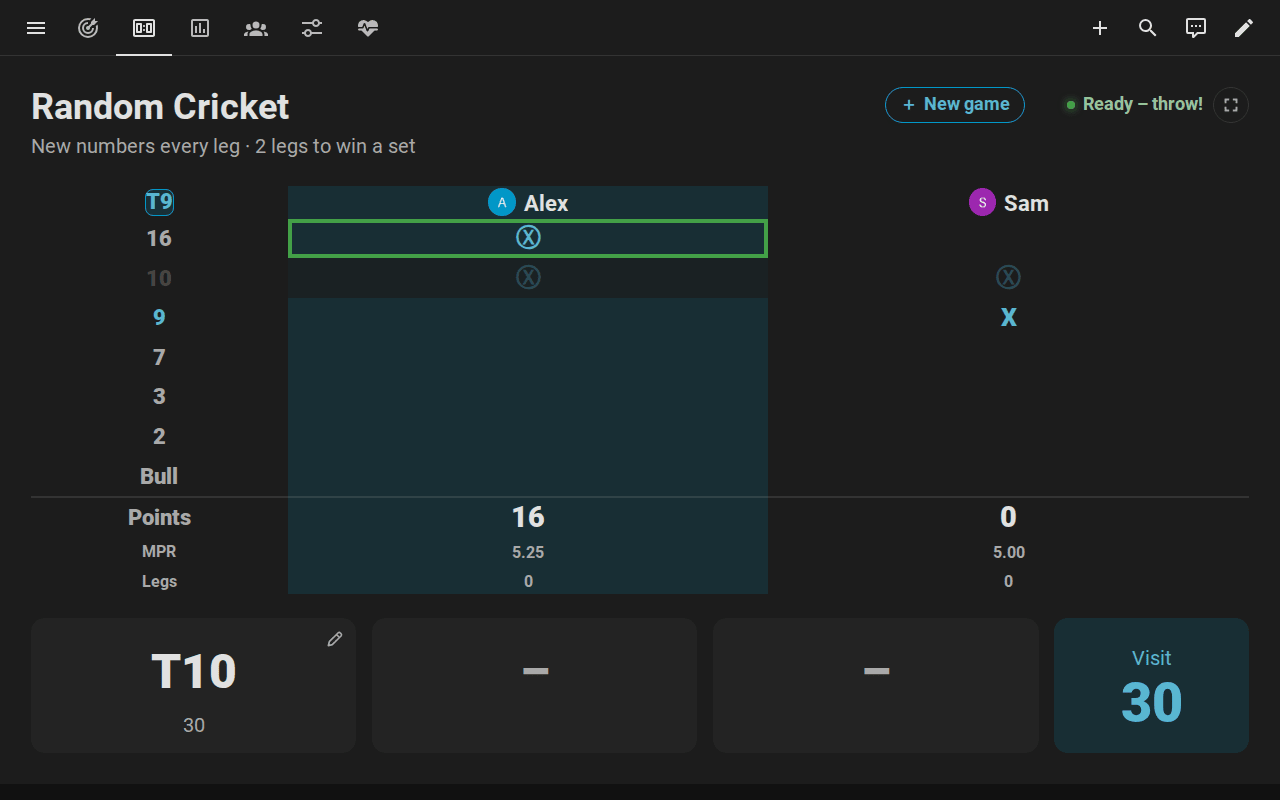 0:0
Random Cricket
+ New game
Ready – throw!
New numbers every leg · 2 legs to win a set
T9
A Alex
S Sam
16 X
10 X X
9 X
7
3
2
Bull
Points 16 0
MPR 5.25 5.00
Legs 0 0
T10
30
–
–
Visit
30